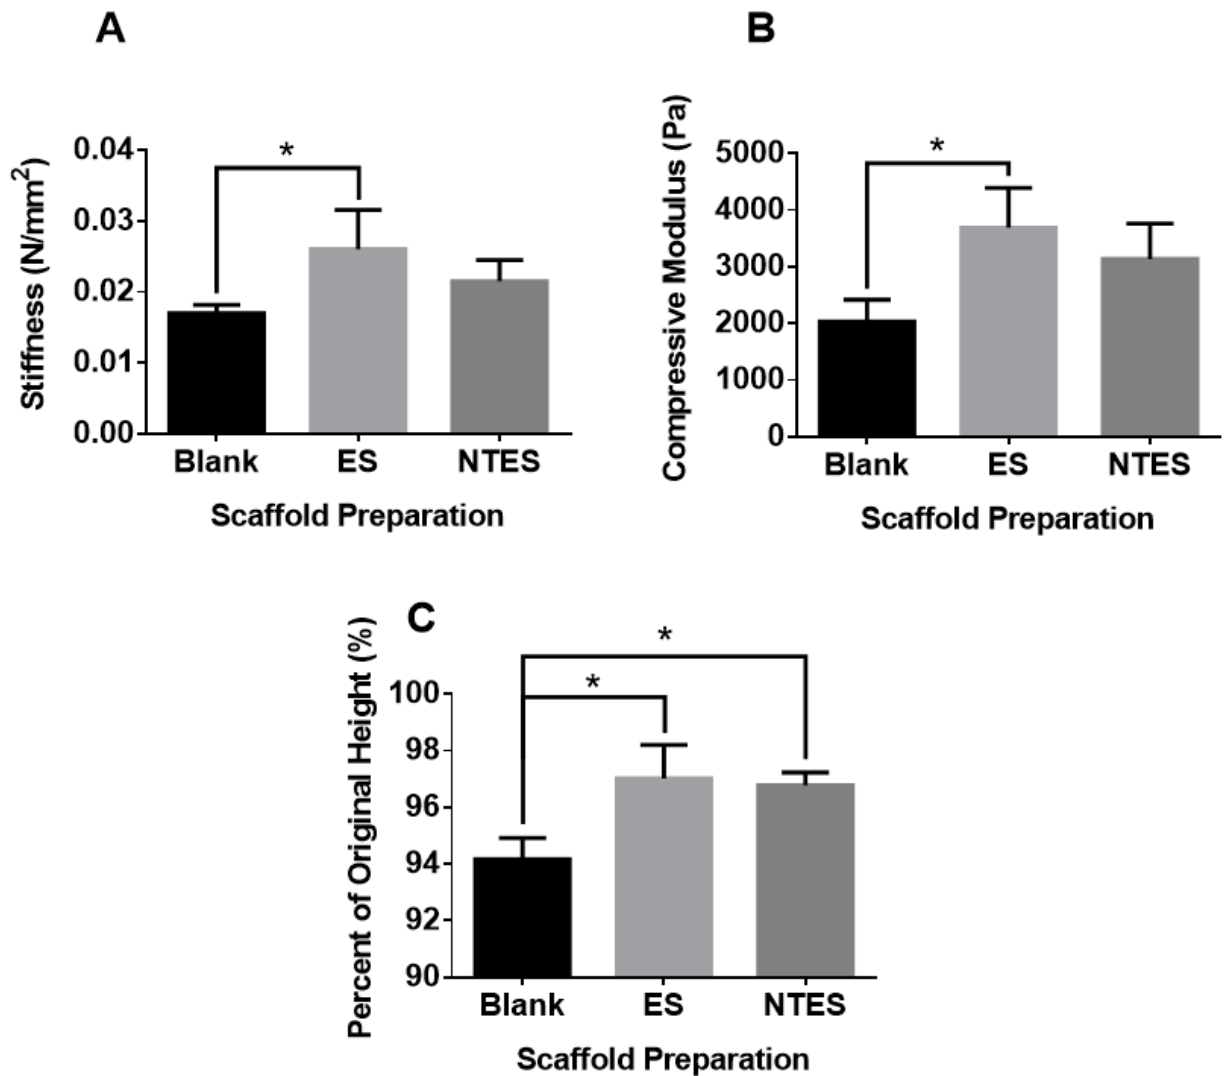 A
Stiffness (N/mm²)
0.04
0.03
0.02
0.01
0.00
*
Blank ES NTES
Scaffold Preparation
B
Compressive Modulus (Pa)
5000
4000
3000
2000
1000
0
*
Blank ES NTES
Scaffold Preparation
C
Percent of Original Height (%)
100
98
96
94
92
90
*
*
Blank ES NTES
Scaffold Preparation